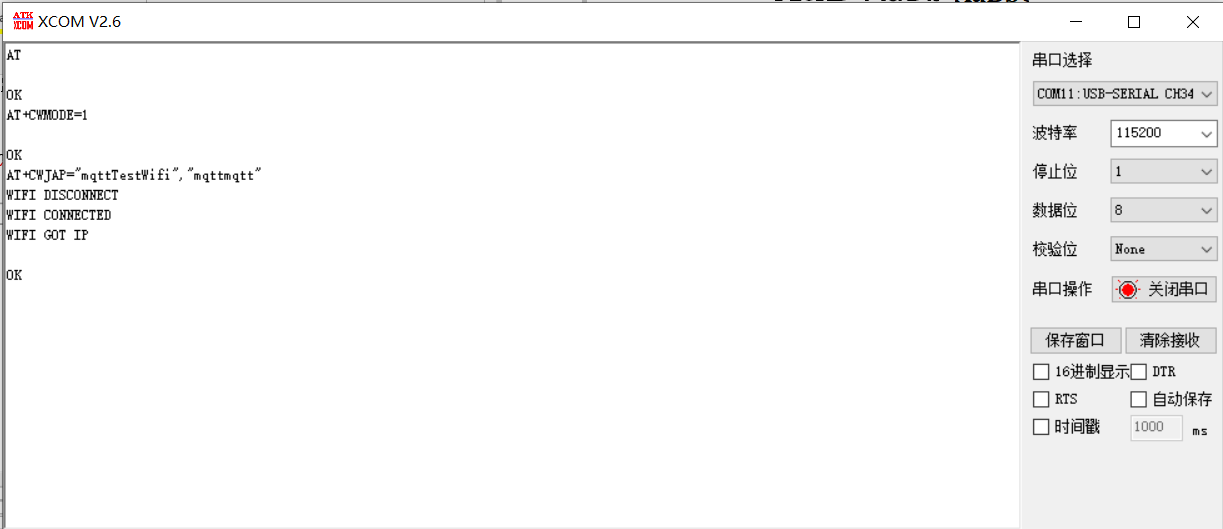 ATK
XCOM
XCOM V2.6
AT
OK
AT+CWMODE=1
OK
AT+CWJAP="mqttTestWifi","mqttmqtt"
WIFI DISCONNECT
WIFI CONNECTED
WIFI GOT IP
OK
串口选择
COM11:USB-SERIAL CH34
波特率 115200
停止位 1
数据位 8
校验位 None
串口操作 关闭串口
保存窗口 清除接收
16进制显示 DTR
RTS 自动保存
时间戳 1000 ms